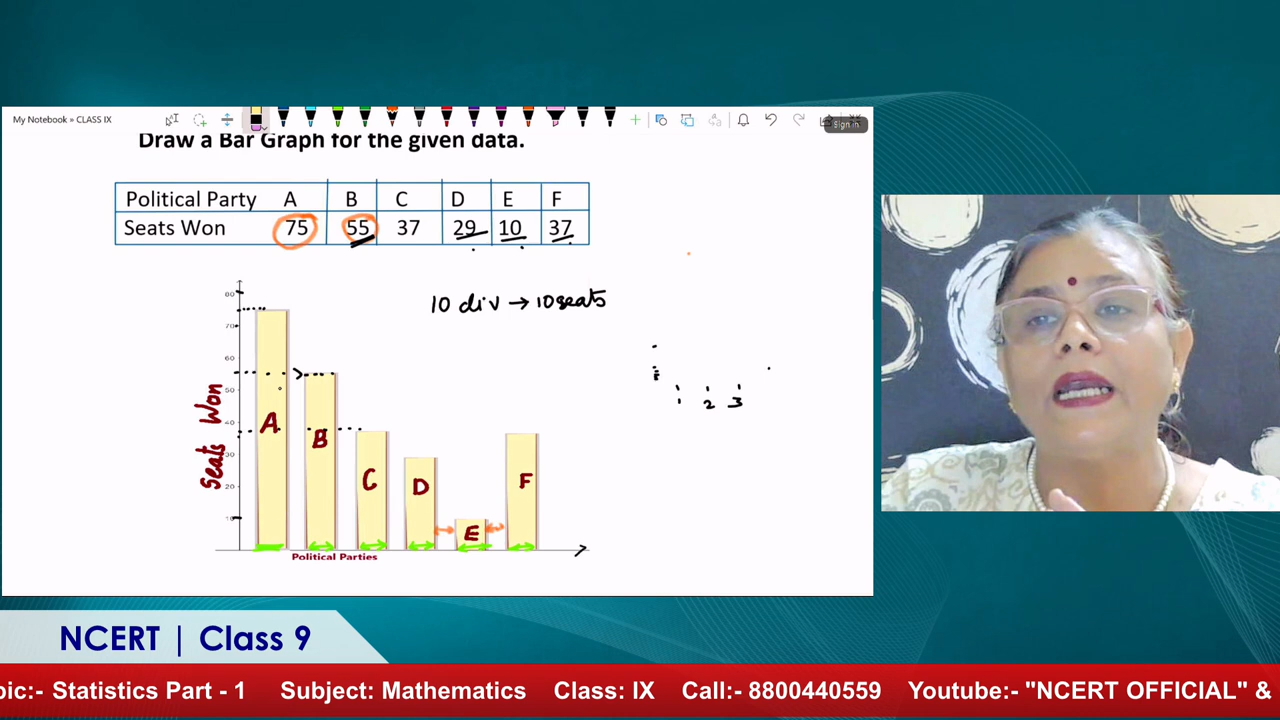 My Notebook » CLASS IX
Sign in
Draw a Bar Graph for the given data.
Political Party A B C D E F
Seats Won 75 55 37 29 10 37
10 div → 10 seats
80
70
60
50
40
30
20
10
Seats Won
A B C D E F
Political Parties
1 2 3
NCERT | Class 9
pic:- Statistics Part - 1 Subject: Mathematics Class: IX Call:- 8800440559 Youtube:- "NCERT OFFICIAL" &